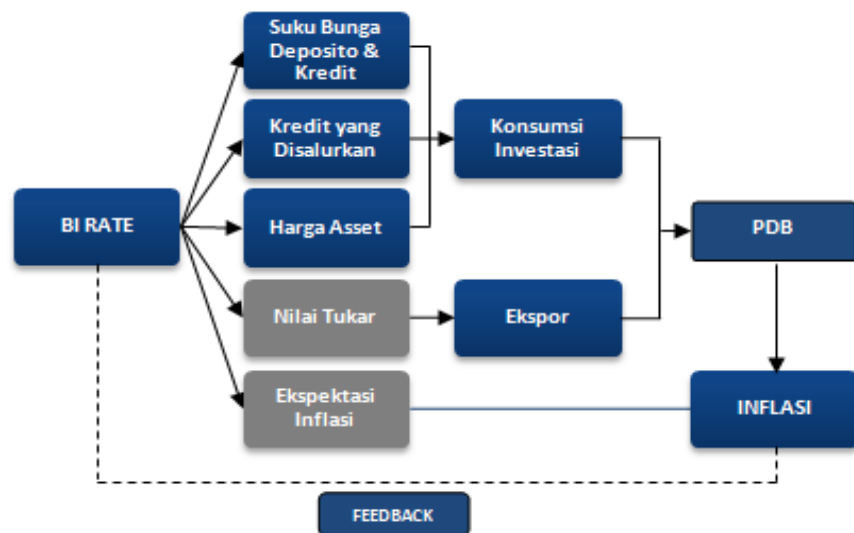 Suku Bunga
Deposito &
Kredit
Kredit yang
Disalurkan
Konsumsi
Investasi
BI RATE
Harga Asset
PDB
Nilai Tukar
Ekspor
Ekspektasi
Inflasi
INFLASI
FEEDBACK